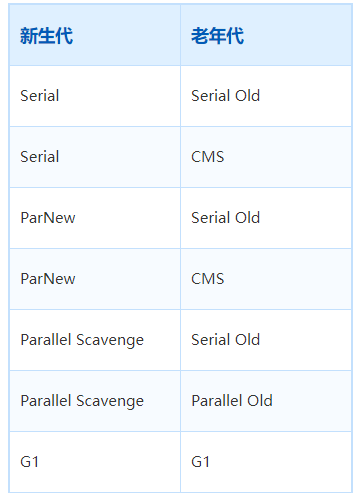 新生代 老年代
Serial Serial Old
Serial CMS
ParNew Serial Old
ParNew CMS
Parallel Scavenge Serial Old
Parallel Scavenge Parallel Old
G1 G1